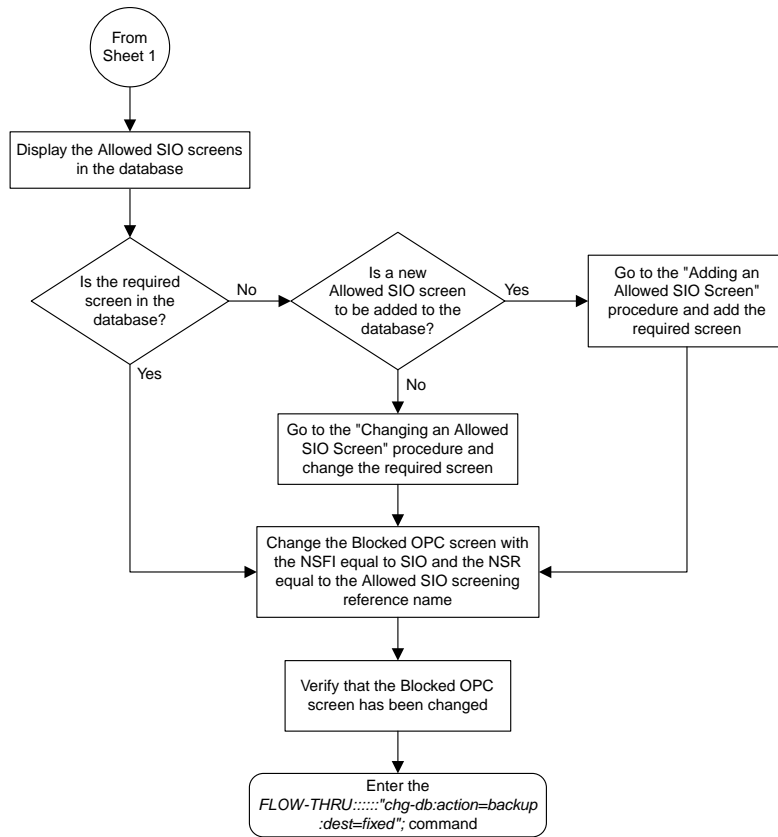 From
Sheet 1
Display the Allowed SIO screens
in the database
Is the required
screen in the
database?
No
Yes
Is a new
Allowed SIO screen
to be added to the
database?
Yes
No
Go to the "Adding an
Allowed SIO Screen"
procedure and add the
required screen
Go to the "Changing an Allowed
SIO Screen" procedure and
change the required screen
Change the Blocked OPC screen with
the NSFI equal to SIO and the NSR
equal to the Allowed SIO screening
reference name
Verify that the Blocked OPC
screen has been changed
Enter the
FLOW-THRU::::::"chg-db:action=backup
:dest=fixed"; command